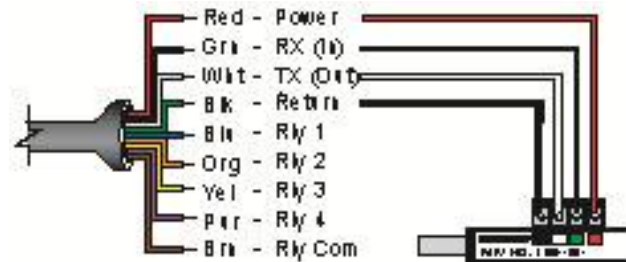 Red - Power
Grn - RX (In)
Wht - TX (Out)
Blk - Return
Blu - Rly 1
Org - Rly 2
Yel - Rly 3
Pur - Rly 4
Brn - Rly Com